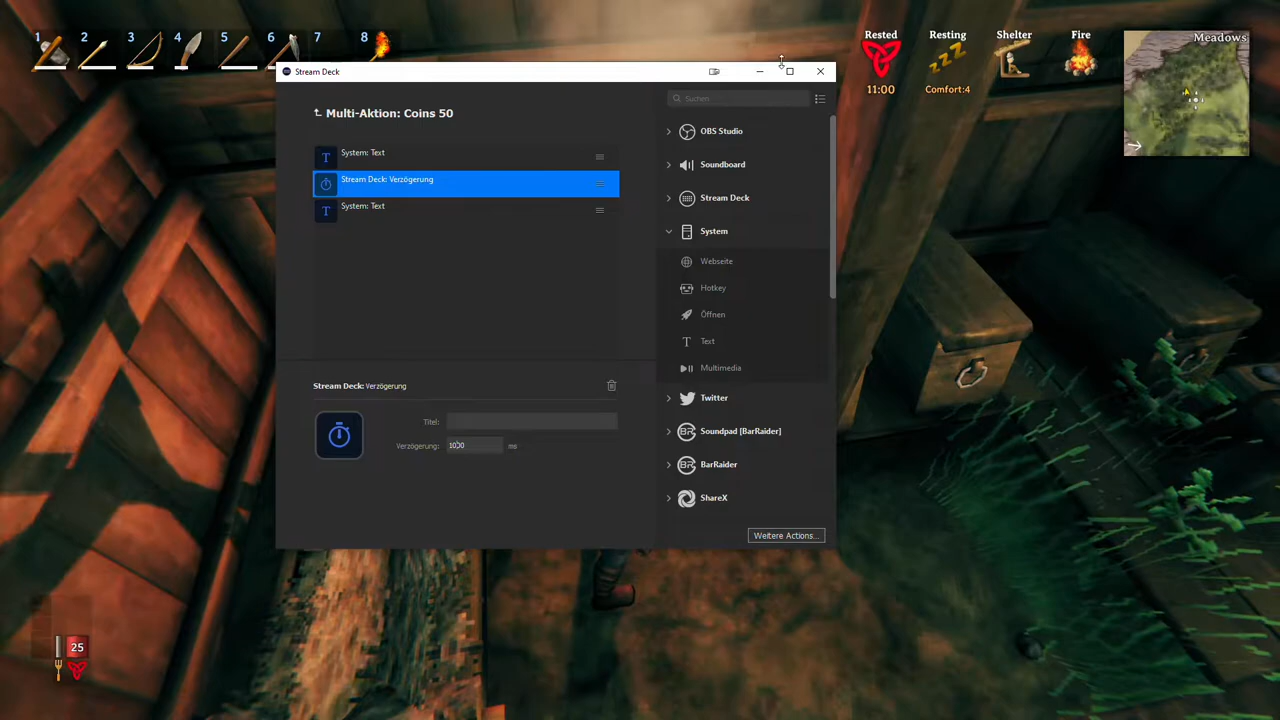 1 2 3 4 5 6 7 8
Rested
Resting
Shelter
Fire
11:00
Comfort:4
Meadows
Stream Deck
Multi-Aktion: Coins 50
System: Text
Stream Deck: Verzögerung
System: Text
Stream Deck: Verzögerung
Titel:
Verzögerung:
1000
ms
Suchen
OBS Studio
Soundboard
Stream Deck
System
Webseite
Hotkey
Öffnen
Text
Multimedia
Twitter
Soundpad [BarRaider]
BarRaider
ShareX
Weitere Actions...
25